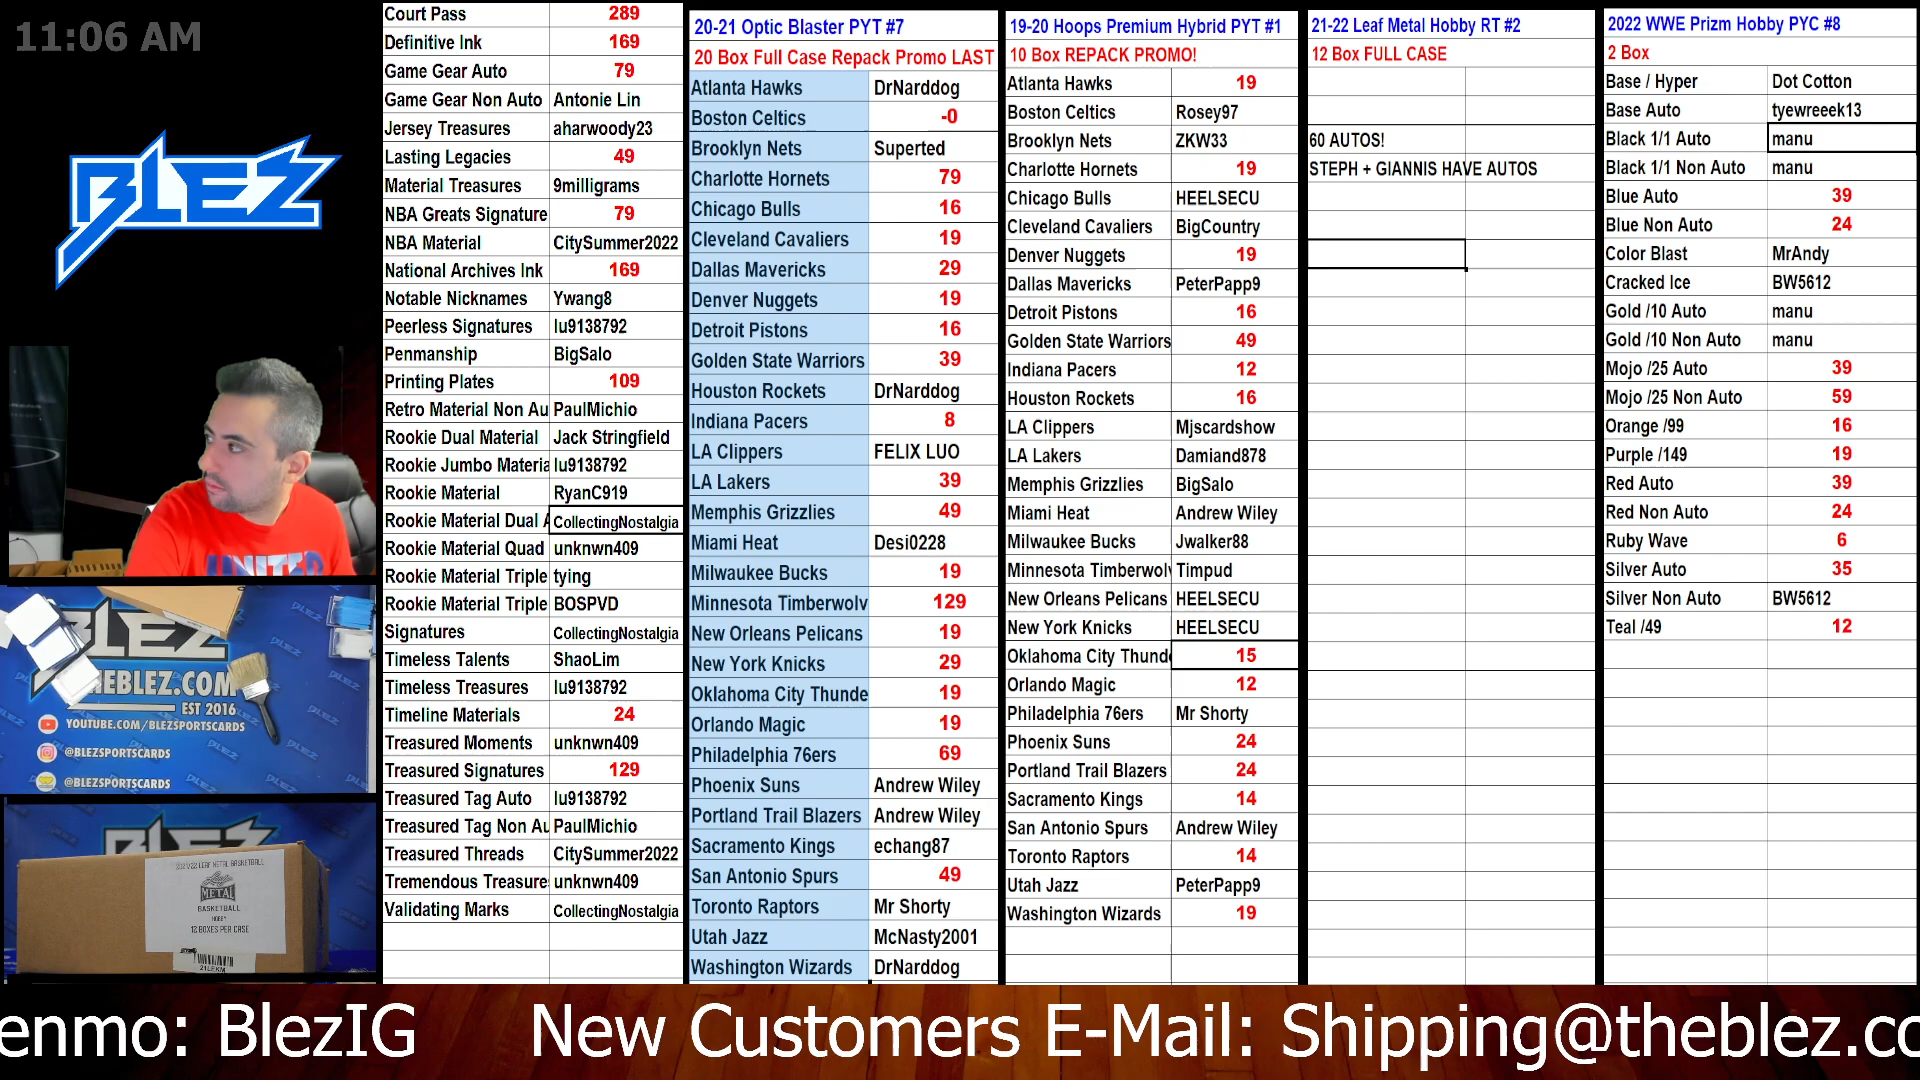 11:06 AM
BLEZ
UNITED
BLEZ
THEBLEZ.COM
EST 2016
YOUTUBE.COM/BLEZSPORTSCARDS
@BLEZSPORTSCARDS
@BLEZSPORTSCARDS
BLEZ
LEAF METAL BASKETBALL
METAL
BASKETBALL
HOBBY
12 BOXES PER CASE
21LEKM
Court Pass 289
Definitive Ink 169
Game Gear Auto 79
Game Gear Non Auto Antonie Lin
Jersey Treasures aharwoody23
Lasting Legacies 49
Material Treasures 9milligrams
NBA Greats Signature 79
NBA Material CitySummer2022
National Archives Ink 169
Notable Nicknames Ywang8
Peerless Signatures lu9138792
Penmanship BigSalo
Printing Plates 109
Retro Material Non Au PaulMichio
Rookie Dual Material Jack Stringfield
Rookie Jumbo Materia lu9138792
Rookie Material RyanC919
Rookie Material Dual A CollectingNostalgia
Rookie Material Quad unknwn409
Rookie Material Triple tying
Rookie Material Triple BOSPVD
Signatures CollectingNostalgia
Timeless Talents ShaoLim
Timeless Treasures lu9138792
Timeline Materials 24
Treasured Moments unknwn409
Treasured Signatures 129
Treasured Tag Auto lu9138792
Treasured Tag Non Au PaulMichio
Treasured Threads CitySummer2022
Tremendous Treasure unknwn409
Validating Marks CollectingNostalgia
20-21 Optic Blaster PYT #7
20 Box Full Case Repack Promo LAST
Atlanta Hawks DrNarddog
Boston Celtics -0
Brooklyn Nets Superted
Charlotte Hornets 79
Chicago Bulls 16
Cleveland Cavaliers 19
Dallas Mavericks 29
Denver Nuggets 19
Detroit Pistons 16
Golden State Warriors 39
Houston Rockets DrNarddog
Indiana Pacers 8
LA Clippers FELIX LUO
LA Lakers 39
Memphis Grizzlies 49
Miami Heat Desi0228
Milwaukee Bucks 19
Minnesota Timberwolv 129
New Orleans Pelicans 19
New York Knicks 29
Oklahoma City Thunde 19
Orlando Magic 19
Philadelphia 76ers 69
Phoenix Suns Andrew Wiley
Portland Trail Blazers Andrew Wiley
Sacramento Kings echang87
San Antonio Spurs 49
Toronto Raptors Mr Shorty
Utah Jazz McNasty2001
Washington Wizards DrNarddog
19-20 Hoops Premium Hybrid PYT #1
10 Box REPACK PROMO!
Atlanta Hawks 19
Boston Celtics Rosey97
Brooklyn Nets ZKW33
Charlotte Hornets 19
Chicago Bulls HEELSECU
Cleveland Cavaliers BigCountry
Denver Nuggets 19
Dallas Mavericks PeterPapp9
Detroit Pistons 16
Golden State Warriors 49
Indiana Pacers 12
Houston Rockets 16
LA Clippers Mjscardshow
LA Lakers Damiand878
Memphis Grizzlies BigSalo
Miami Heat Andrew Wiley
Milwaukee Bucks Jwalker88
Minnesota Timberwolv Timpud
New Orleans Pelicans HEELSECU
New York Knicks HEELSECU
Oklahoma City Thund 15
Orlando Magic 12
Philadelphia 76ers Mr Shorty
Phoenix Suns 24
Portland Trail Blazers 24
Sacramento Kings 14
San Antonio Spurs Andrew Wiley
Toronto Raptors 14
Utah Jazz PeterPapp9
Washington Wizards 19
21-22 Leaf Metal Hobby RT #2
12 Box FULL CASE
60 AUTOS!
STEPH + GIANNIS HAVE AUTOS
2022 WWE Prizm Hobby PYC #8
2 Box
Base / Hyper Dot Cotton
Base Auto tyewreeek13
Black 1/1 Auto manu
Black 1/1 Non Auto manu
Blue Auto 39
Blue Non Auto 24
Color Blast MrAndy
Cracked Ice BW5612
Gold /10 Auto manu
Gold /10 Non Auto manu
Mojo /25 Auto 39
Mojo /25 Non Auto 59
Orange /99 16
Purple /149 19
Red Auto 39
Red Non Auto 24
Ruby Wave 6
Silver Auto 35
Silver Non Auto BW5612
Teal /49 12
enmo: BlezIG New Customers E-Mail: Shipping@theblez.co